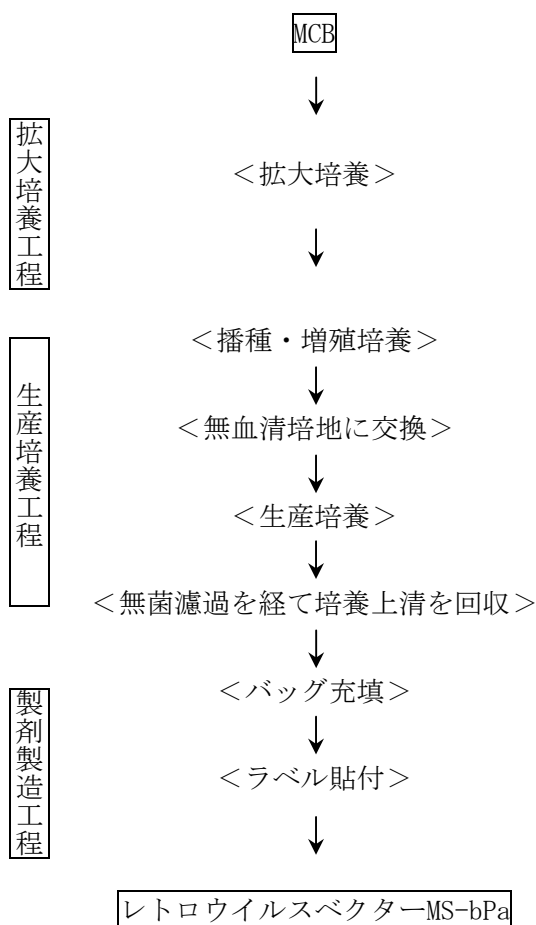 MCB
拡大培養工程
＜拡大培養＞
＜播種・増殖培養＞
生産培養工程
＜無血清培地に交換＞
＜生産培養＞
＜無菌濾過を経て培養上清を回収＞
製剤製造工程
＜バッグ充填＞
＜ラベル貼付＞
レトロウイルスベクターMS-bPa